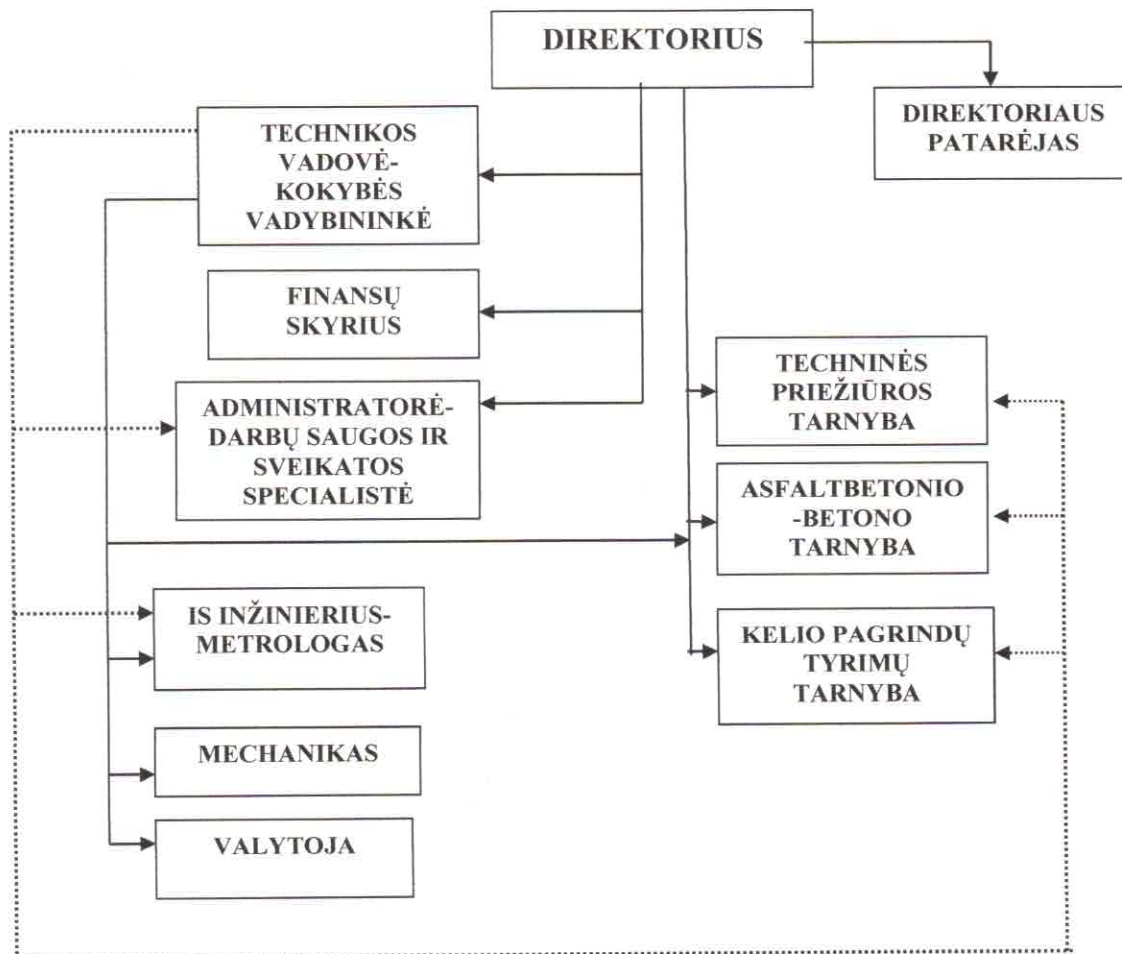 DIREKTORIUS
DIREKTORIAUS
PATARĖJAS
TECHNIKOS
VADOVĖ-
KOKYBĖS
VADYBININKĖ
FINANSŲ
SKYRIUS
ADMINISTRATORĖ-
DARBŲ SAUGOS IR
SVEIKATOS
SPECIALISTĖ
TECHNINĖS
PRIEŽIŪROS
TARNYBA
ASFALTBETONIO
-BETONO
TARNYBA
IS INŽINIERIUS-
METROLOGAS
KELIO PAGRINDŲ
TYRIMŲ
TARNYBA
MECHANIKAS
VALYTOJA